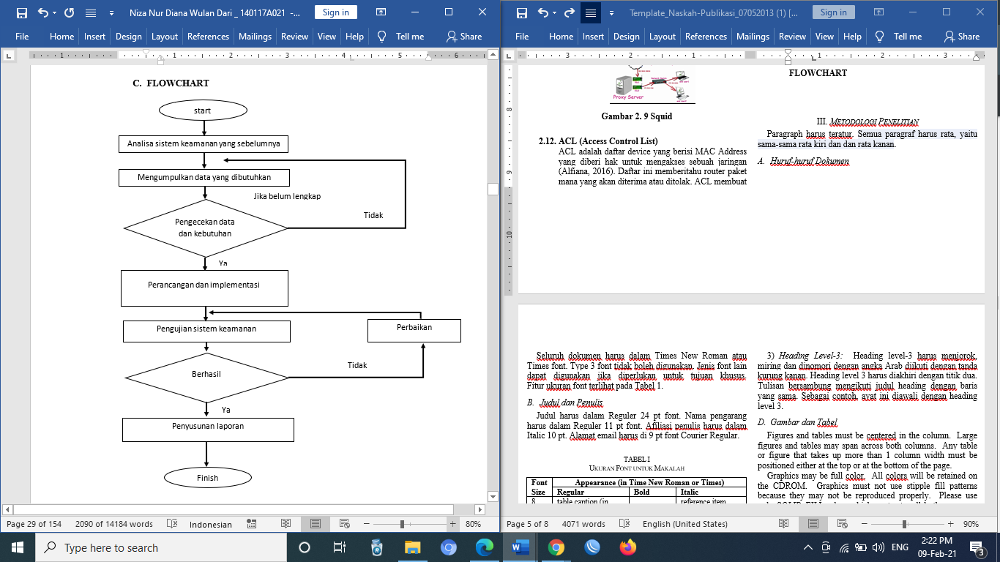 Niza Nur Diana Wulan Dari _ 140117A021 -...
Sign in
File Home Insert Design Layout References Mailings Review View Help Tell me Share
L 1 1 2 3 4 5 6
C. FLOWCHART
start
Analisa sistem keamanan yang sebelumnya
Mengumpulkan data yang dibutuhkan
Jika belum lengkap
Tidak
Pengecekan data
dan kebutuhan
Ya
Perancangan dan implementasi
Pengujian sistem keamanan
Perbaikan
Tidak
Berhasil
Ya
Penyusunan laporan
Finish
Page 29 of 154 2090 of 14184 words Indonesian 80%
Template_Naskah-Publikasi_07052013 (1) [...
Sign in
File Home Insert Design Layout References Mailings Review View Help Tell me Share
L 3 2 1 1 2 3
8
9
10
Proxy Server
Gambar 2. 9 Squid
2.12. ACL (Access Control List)
ACL adalah daftar device yang berisi MAC Address
yang diberi hak untuk mengakses sebuah jaringan
(Alfiana, 2016). Daftar ini memberitahu router paket
mana yang akan diterima atau ditolak. ACL membuat
FLOWCHART
III. METODOLOGI PENELITIAN
Paragraph harus teratur. Semua paragraf harus rata, yaitu
sama-sama rata kiri dan dan rata kanan.
A. Huruf-huruf Dokumen
Seluruh dokumen harus dalam Times New Roman atau
Times font. Type 3 font tidak boleh digunakan. Jenis font lain
dapat digunakan jika diperlukan untuk tujuan khusus.
Fitur ukuran font terlihat pada Tabel 1.
B. Judul dan Penulis
Judul harus dalam Reguler 24 pt font. Nama pengarang
harus dalam Reguler 11 pt font. Afiliasi penulis harus dalam
Italic 10 pt. Alamat email harus di 9 pt font Courier Regular.
TABEL I
UKURAN FONT UNTUK MAKALAH
Font Appearance (in Time New Roman or Times)
Size Regular Bold Italic
8 table caption (in reference item
3) Heading Level-3: Heading level-3 harus menjorok,
miring dan dinomori dengan angka Arab diikuti dengan tanda
kurung kanan. Heading level 3 harus diakhiri dengan titik dua.
Tulisan bersambung mengikuti judul heading dengan baris
yang sama. Sebagai contoh, ayat ini diawali dengan heading
level 3.
D. Gambar dan Tabel
Figures and tables must be centered in the column. Large
figures and tables may span across both columns. Any table
or figure that takes up more than 1 column width must be
positioned either at the top or at the bottom of the page.
Graphics may be full color. All colors will be retained on
the CDROM. Graphics must not use stipple fill patterns
because they may not be reproduced properly. Please use
Page 5 of 8 4071 words English (United States) 90%
Type here to search
ENG
2:22 PM
09-Feb-21
3